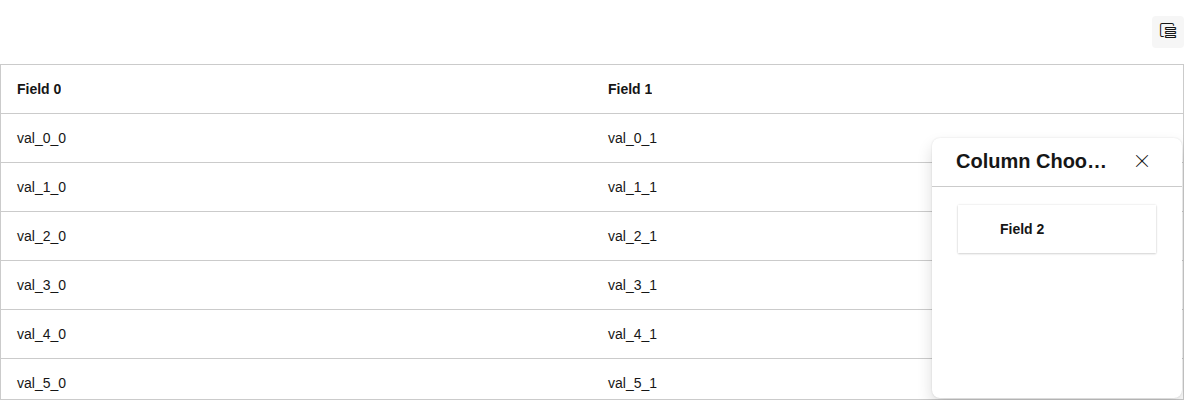 Field 0 Field 1
val_0_0 val_0_1
Column Choo...
val_1_0 val_1_1
Field 2
val_2_0 val_2_1
val_3_0 val_3_1
val_4_0 val_4_1
val_5_0 val_5_1